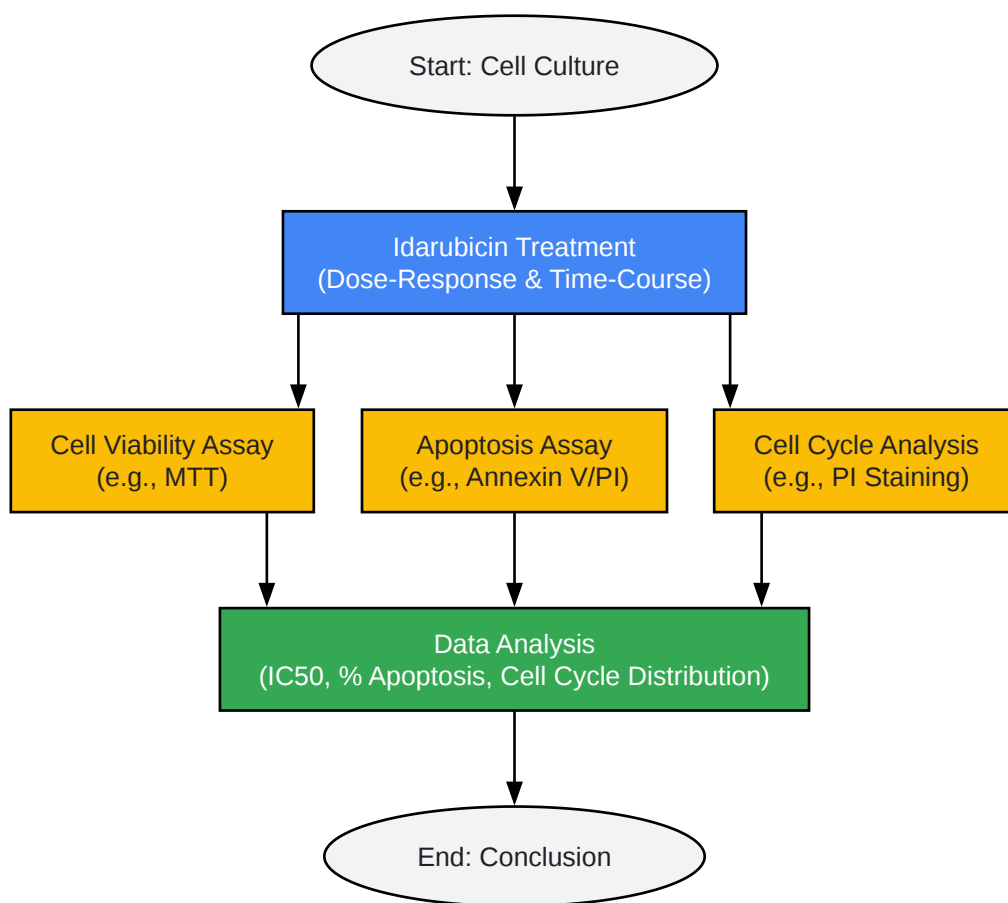 Start: Cell Culture
Idarubicin Treatment
(Dose-Response & Time-Course)
Cell Viability Assay
(e.g., MTT)
Apoptosis Assay
(e.g., Annexin V/PI)
Cell Cycle Analysis
(e.g., PI Staining)
Data Analysis
(IC50, % Apoptosis, Cell Cycle Distribution)
End: Conclusion